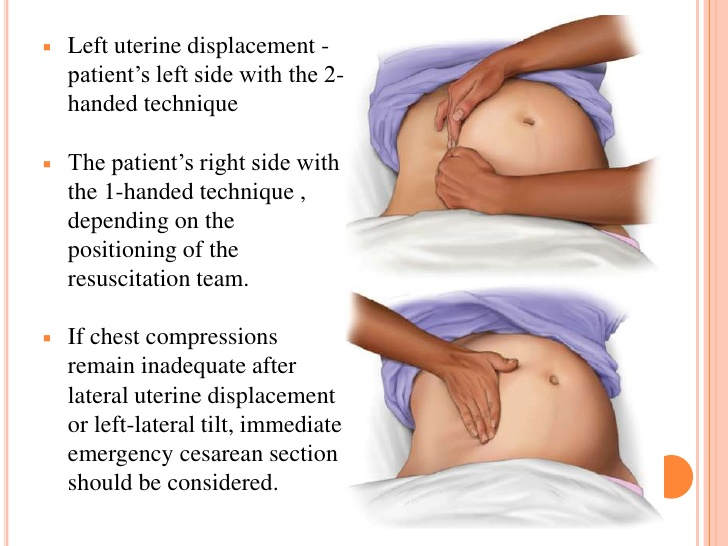 Left uterine displacement -
patient’s left side with the 2-
handed technique
The patient’s right side with
the 1-handed technique ,
depending on the
positioning of the
resuscitation team.
If chest compressions
remain inadequate after
lateral uterine displacement
or left-lateral tilt, immediate
emergency cesarean section
should be considered.